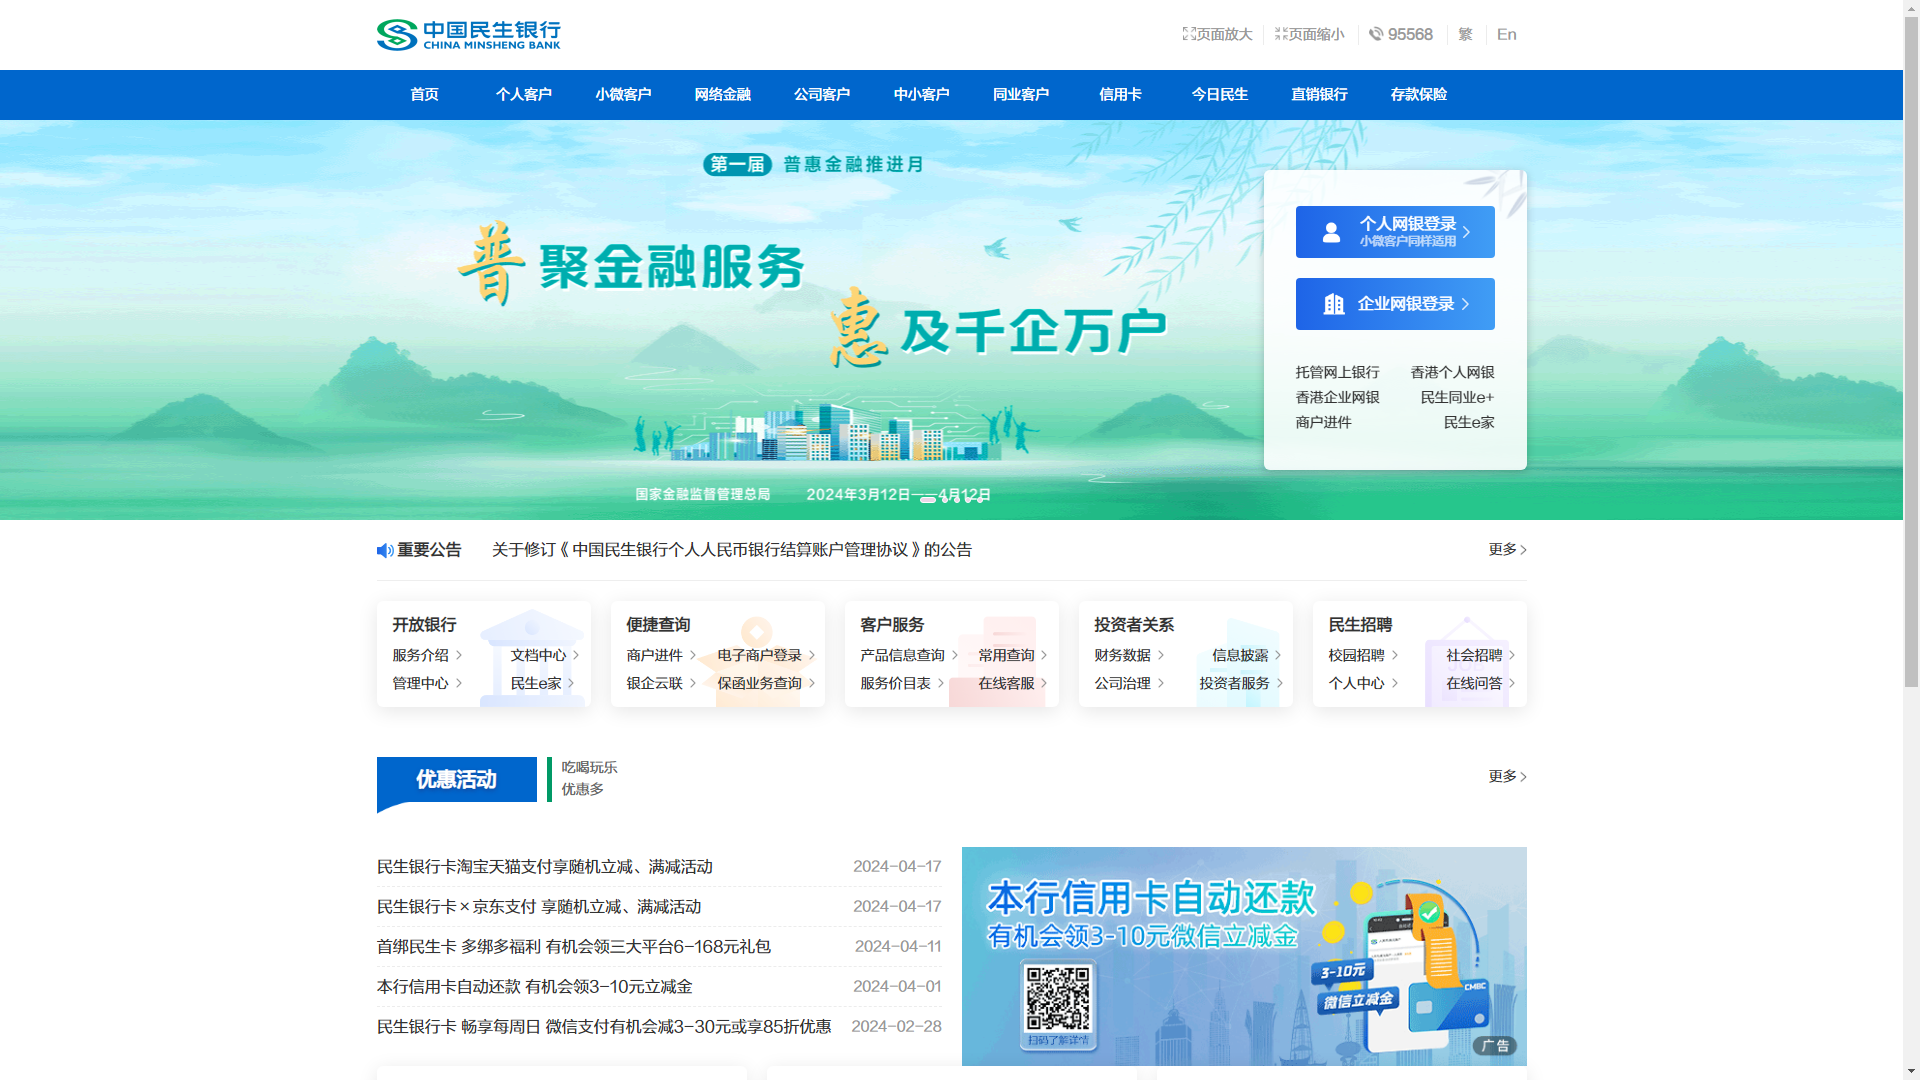 中国民生银行
CHINA MINSHENG BANK
页面放大 页面缩小 95568 繁 En
首页 个人客户 小微客户 网络金融 公司客户 中小客户 同业客户 信用卡 今日民生 直销银行 存款保险
第一届 普惠金融推进月
普聚金融服务
惠及千企万户
国家金融监督管理总局 2024年3月12日——4月12日
个人网银登录
小微客户同样适用
企业网银登录
托管网上银行 香港个人网银
香港企业网银 民生同业e+
商户进件 民生e家
重要公告 关于修订《中国民生银行个人人民币银行结算账户管理协议》的公告 更多
开放银行
服务介绍 文档中心
管理中心 民生e家
便捷查询
商户进件 电子商户登录
银企云联 保函业务查询
客户服务
产品信息查询 常用查询
服务价目表 在线客服
投资者关系
财务数据 信息披露
公司治理 投资者服务
民生招聘
校园招聘 社会招聘
个人中心 在线问答
优惠活动
吃喝玩乐
优惠多
更多
民生银行卡淘宝天猫支付享随机立减、满减活动 2024-04-17
民生银行卡×京东支付 享随机立减、满减活动 2024-04-17
首绑民生卡 多绑多福利 有机会领三大平台6-168元礼包 2024-04-11
本行信用卡自动还款 有机会领3-10元立减金 2024-04-01
民生银行卡 畅享每周日 微信支付有机会减3-30元或享85折优惠 2024-02-28
本行信用卡自动还款
有机会领3-10元微信立减金
扫码了解详情
3-10元
微信立减金
CMBC
广告